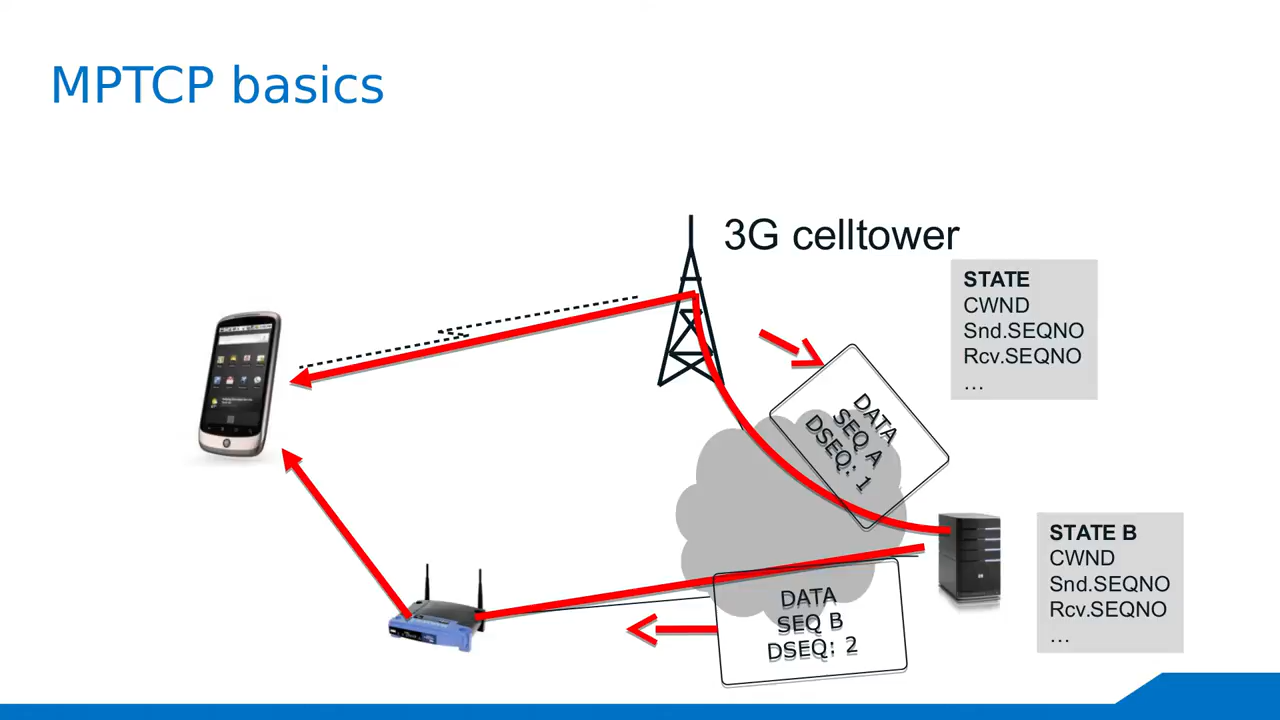 MPTCP basics
3G celltower
STATE
CWND
Snd.SEQNO
Rcv.SEQNO
...
DATA
SEQ A
DSEQ: 1
STATE B
CWND
Snd.SEQNO
Rcv.SEQNO
...
DATA
SEQ B
DSEQ: 2